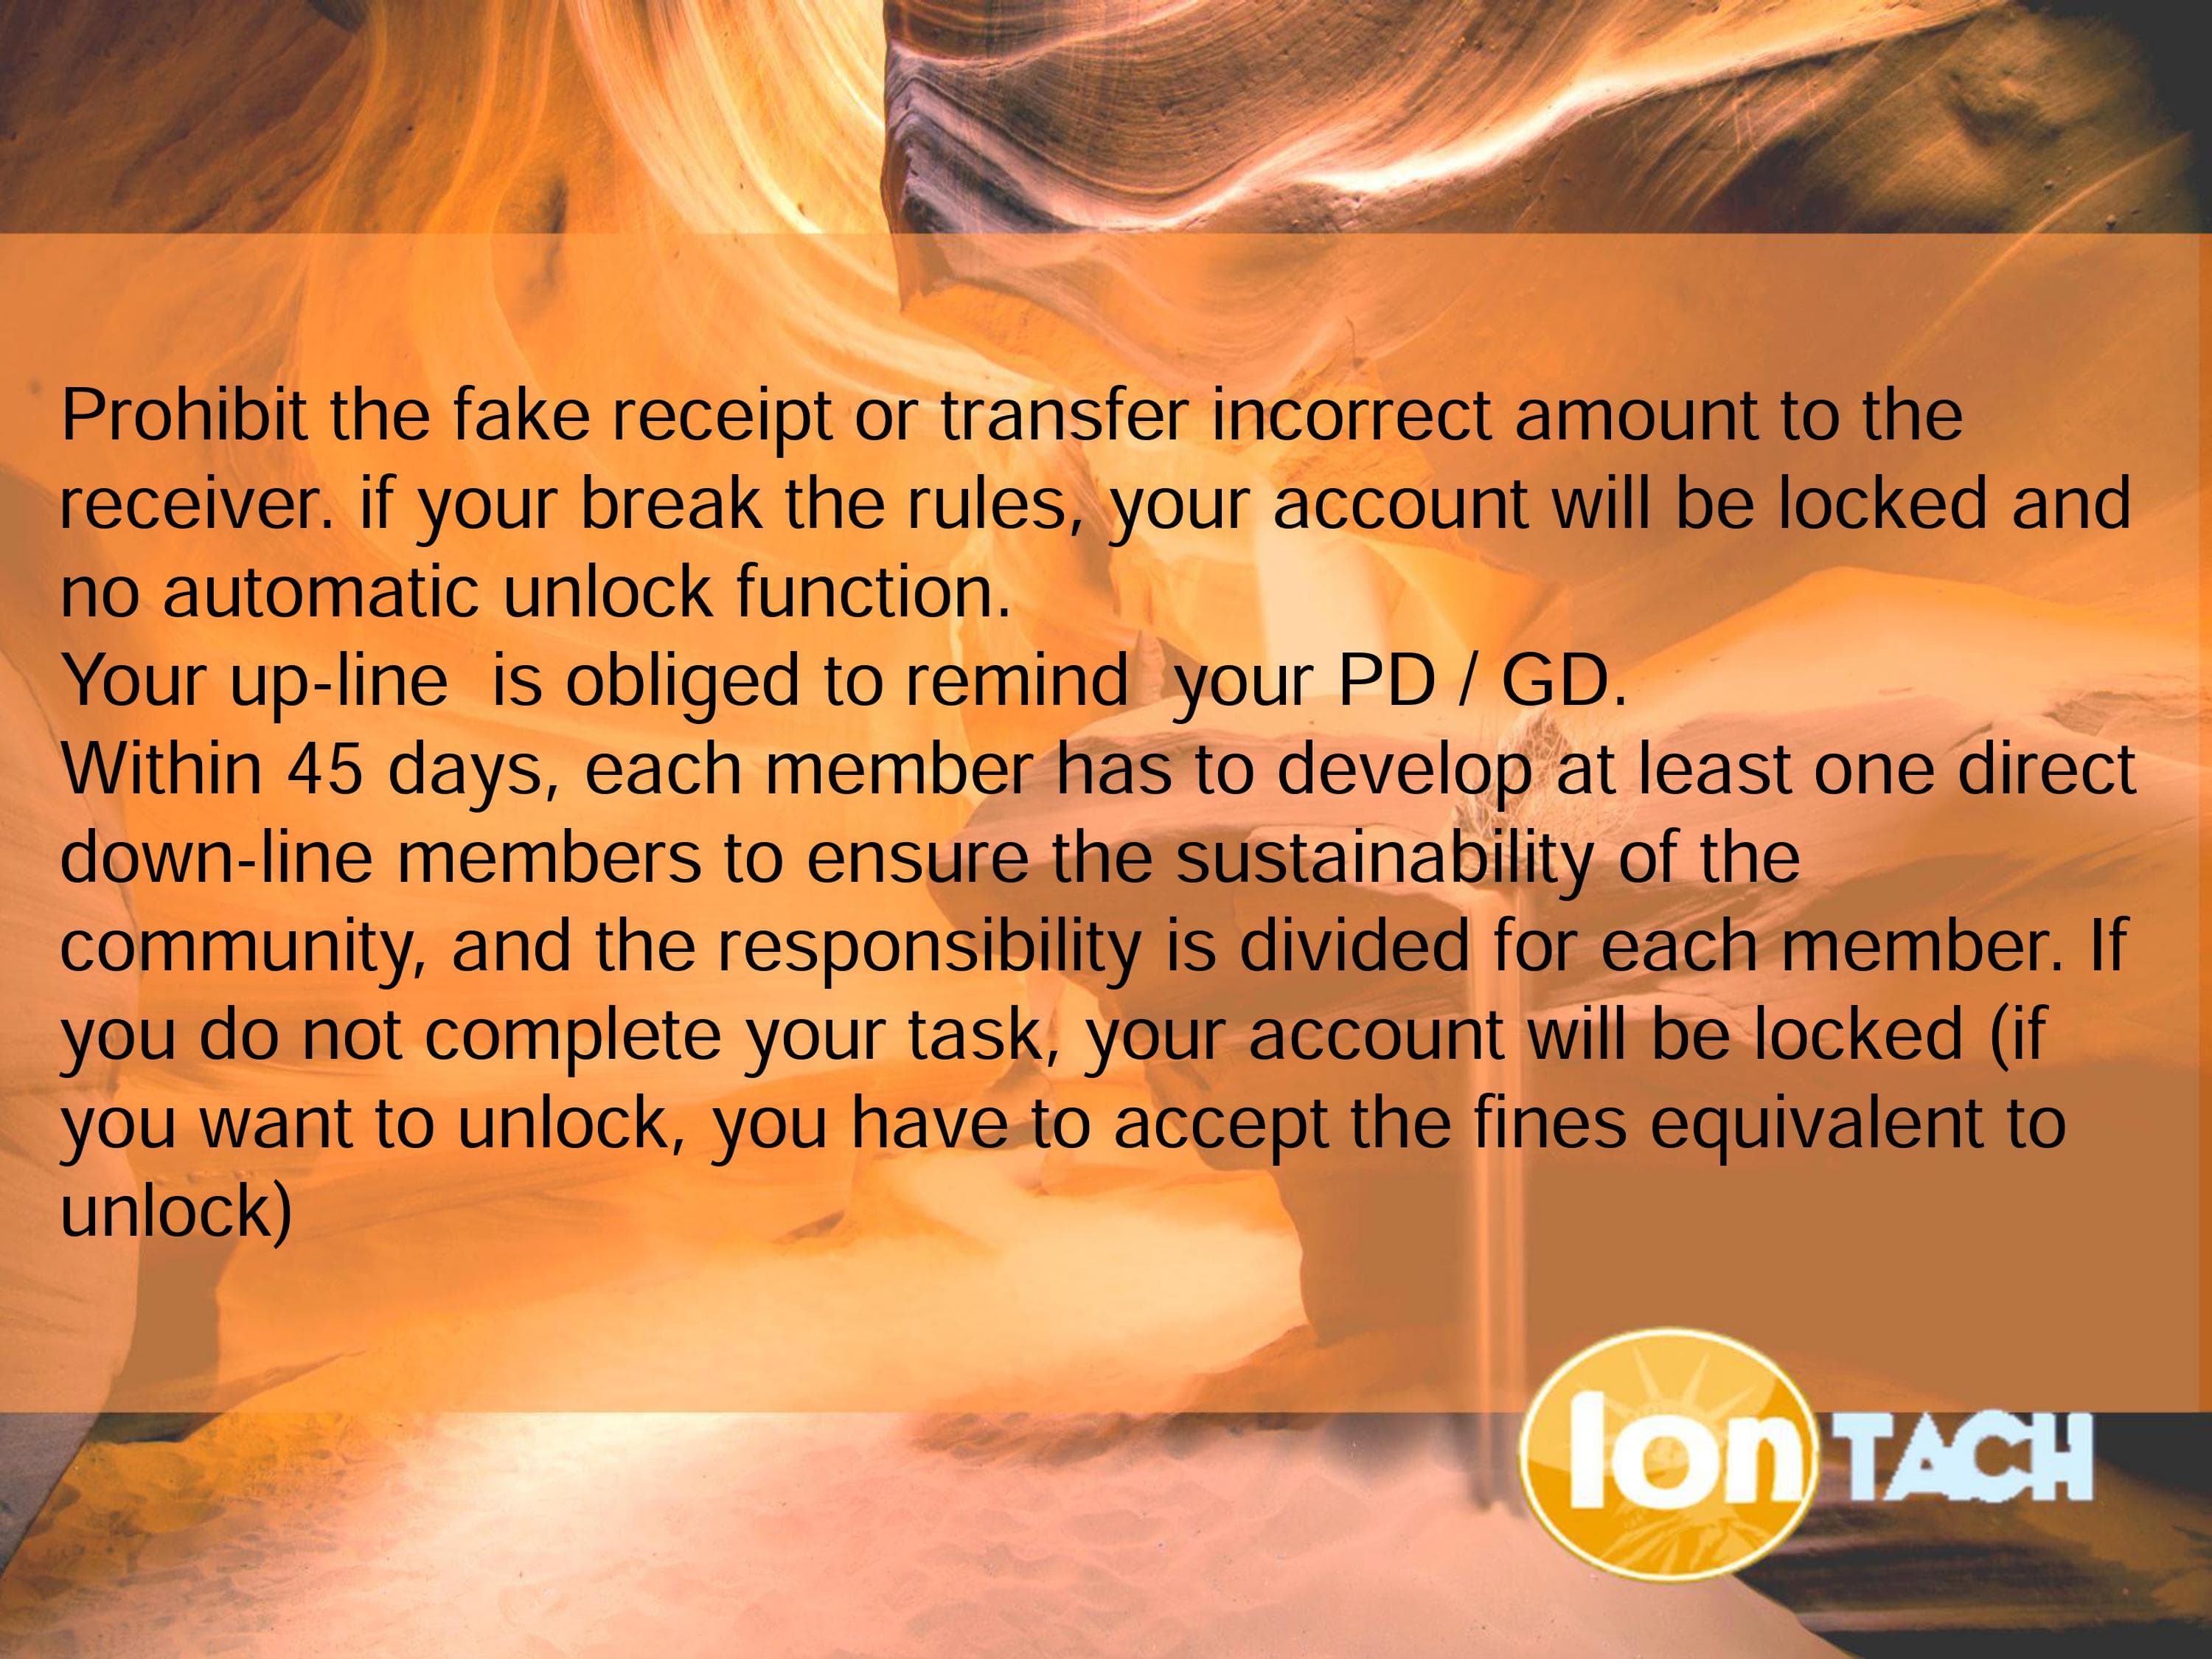 Prohibit the fake receipt or transfer incorrect amount to the
receiver. if your break the rules, your account will be locked and
no automatic unlock function.
Your up-line  is obliged to remind  your PD / GD.
Within 45 days, each member has to develop at least one direct
down-line members to ensure the sustainability of the
community, and the responsibility is divided for each member. If
you do not complete your task, your account will be locked (if
you want to unlock, you have to accept the fines equivalent to
unlock)
Ion TACH